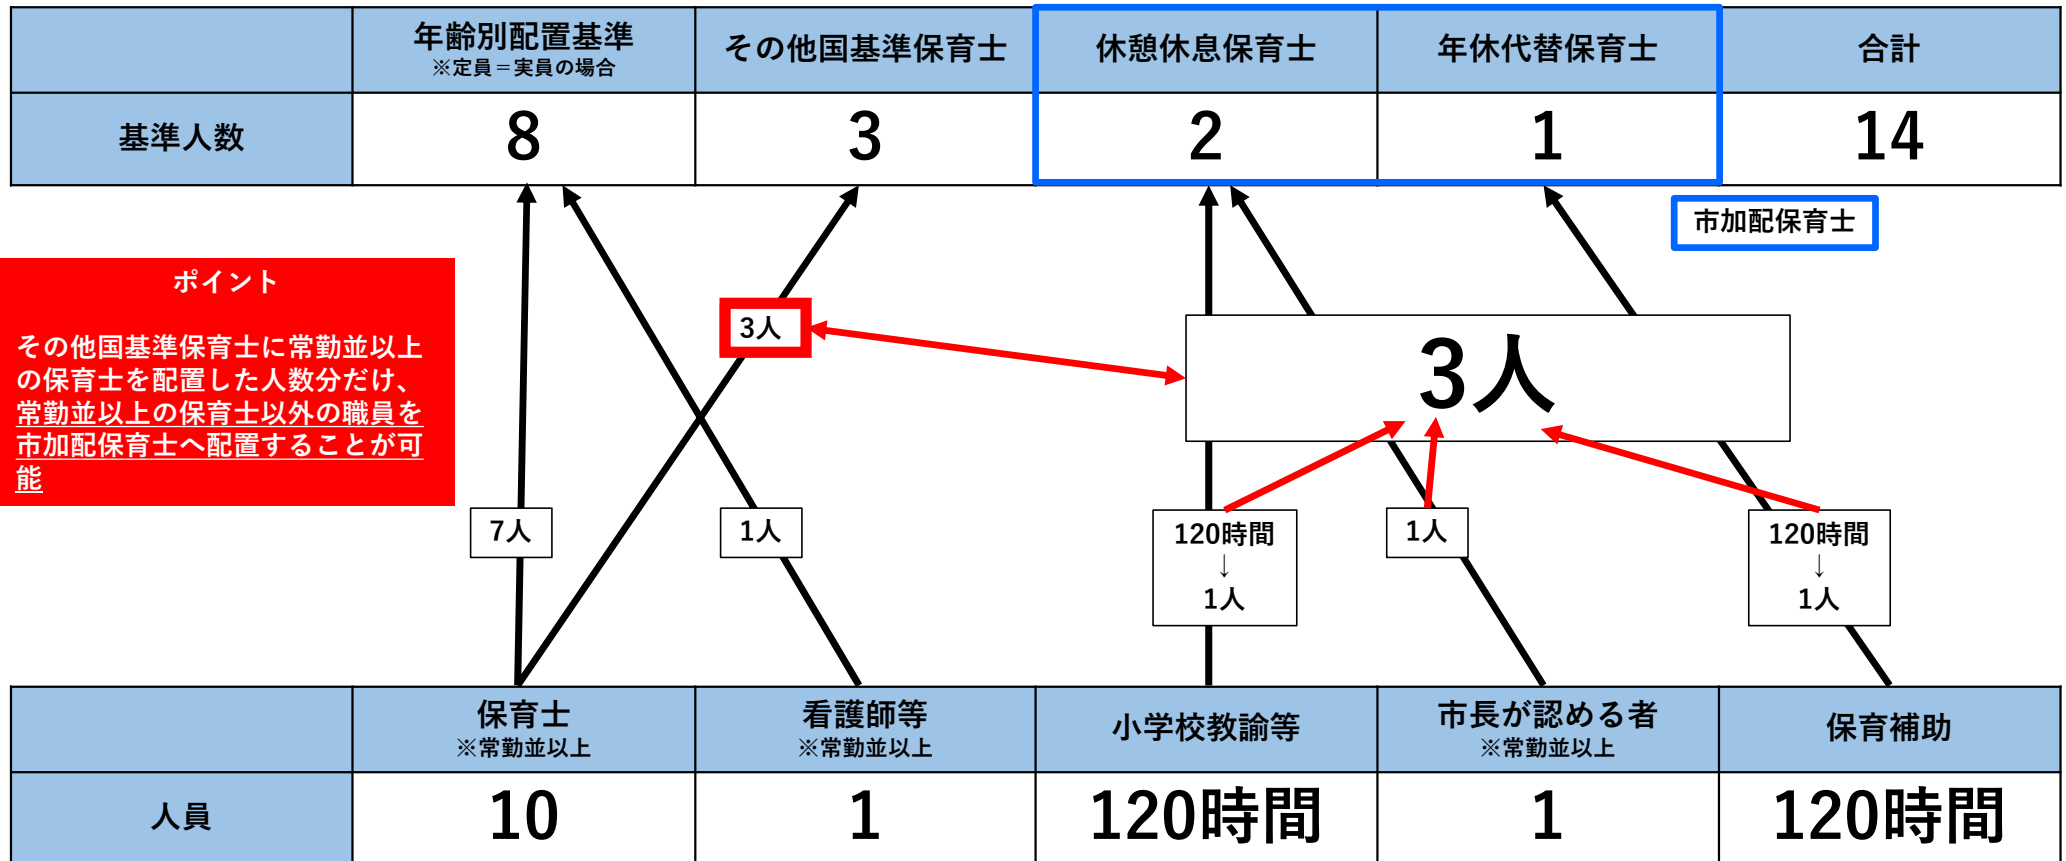 年齢別配置基準
※定員＝実員の場合
その他国基準保育士
休憩休息保育士
年休代替保育士
合計
基準人数
8
3
2
1
14
市加配保育士
ポイント
その他国基準保育士に常勤並以上
の保育士を配置した人数分だけ、
常勤並以上の保育士以外の職員を
市加配保育士へ配置することが可
能
3人
3人
7人
1人
120時間
↓
1人
1人
120時間
↓
1人
保育士
※常勤並以上
看護師等
※常勤並以上
小学校教諭等
市長が認める者
※常勤並以上
保育補助
人員
10
1
120時間
1
120時間